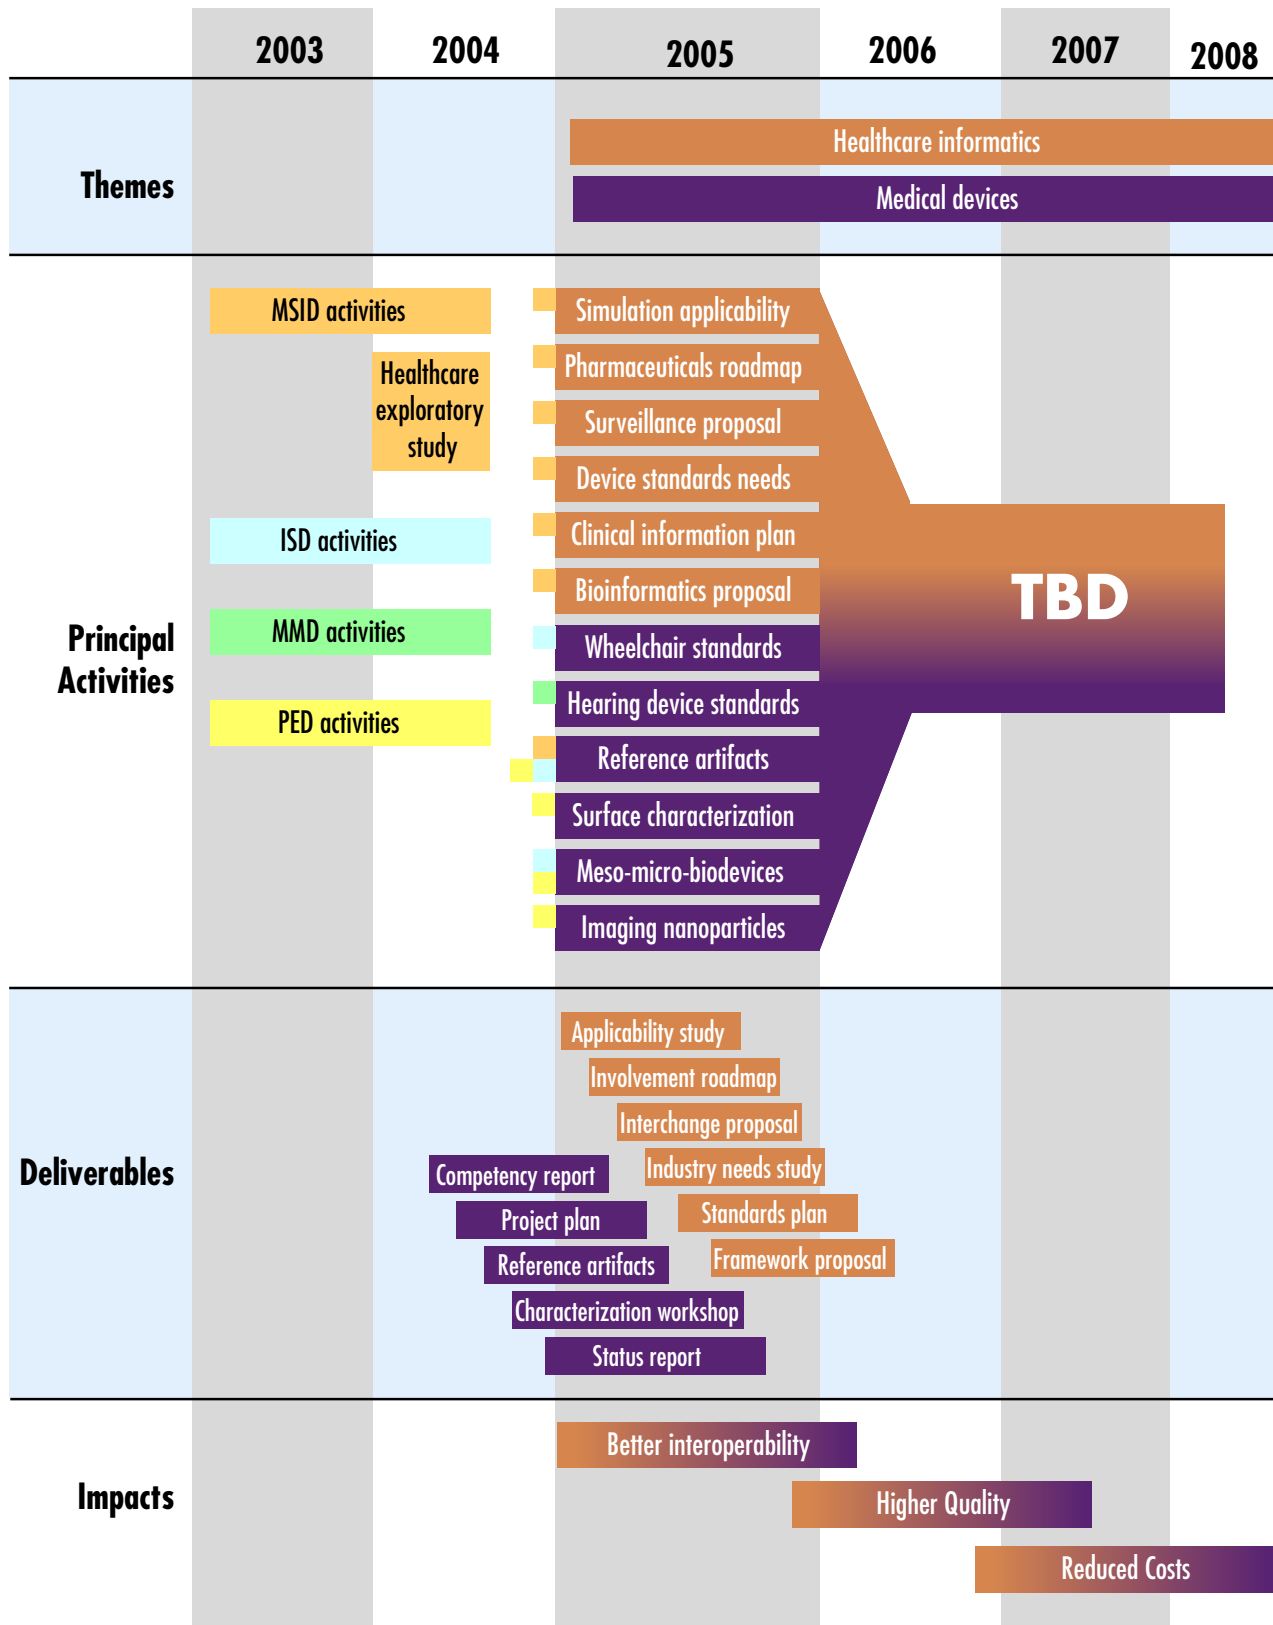 2003
2004
2005
2006
2007
2008
Themes
Healthcare informatics
Medical devices
Principal
Activities
MSID activities
Healthcare
exploratory
study
ISD activities
MMD activities
PED activities
Simulation applicability
Pharmaceuticals roadmap
Surveillance proposal
Device standards needs
Clinical information plan
Bioinformatics proposal
Wheelchair standards
Hearing device standards
Reference artifacts
Surface characterization
Meso-micro-biodevices
Imaging nanoparticles
TBD
Deliverables
Applicability study
Involvement roadmap
Interchange proposal
Industry needs study
Standards plan
Framework proposal
Competency report
Project plan
Reference artifacts
Characterization workshop
Status report
Impacts
Better interoperability
Higher Quality
Reduced Costs